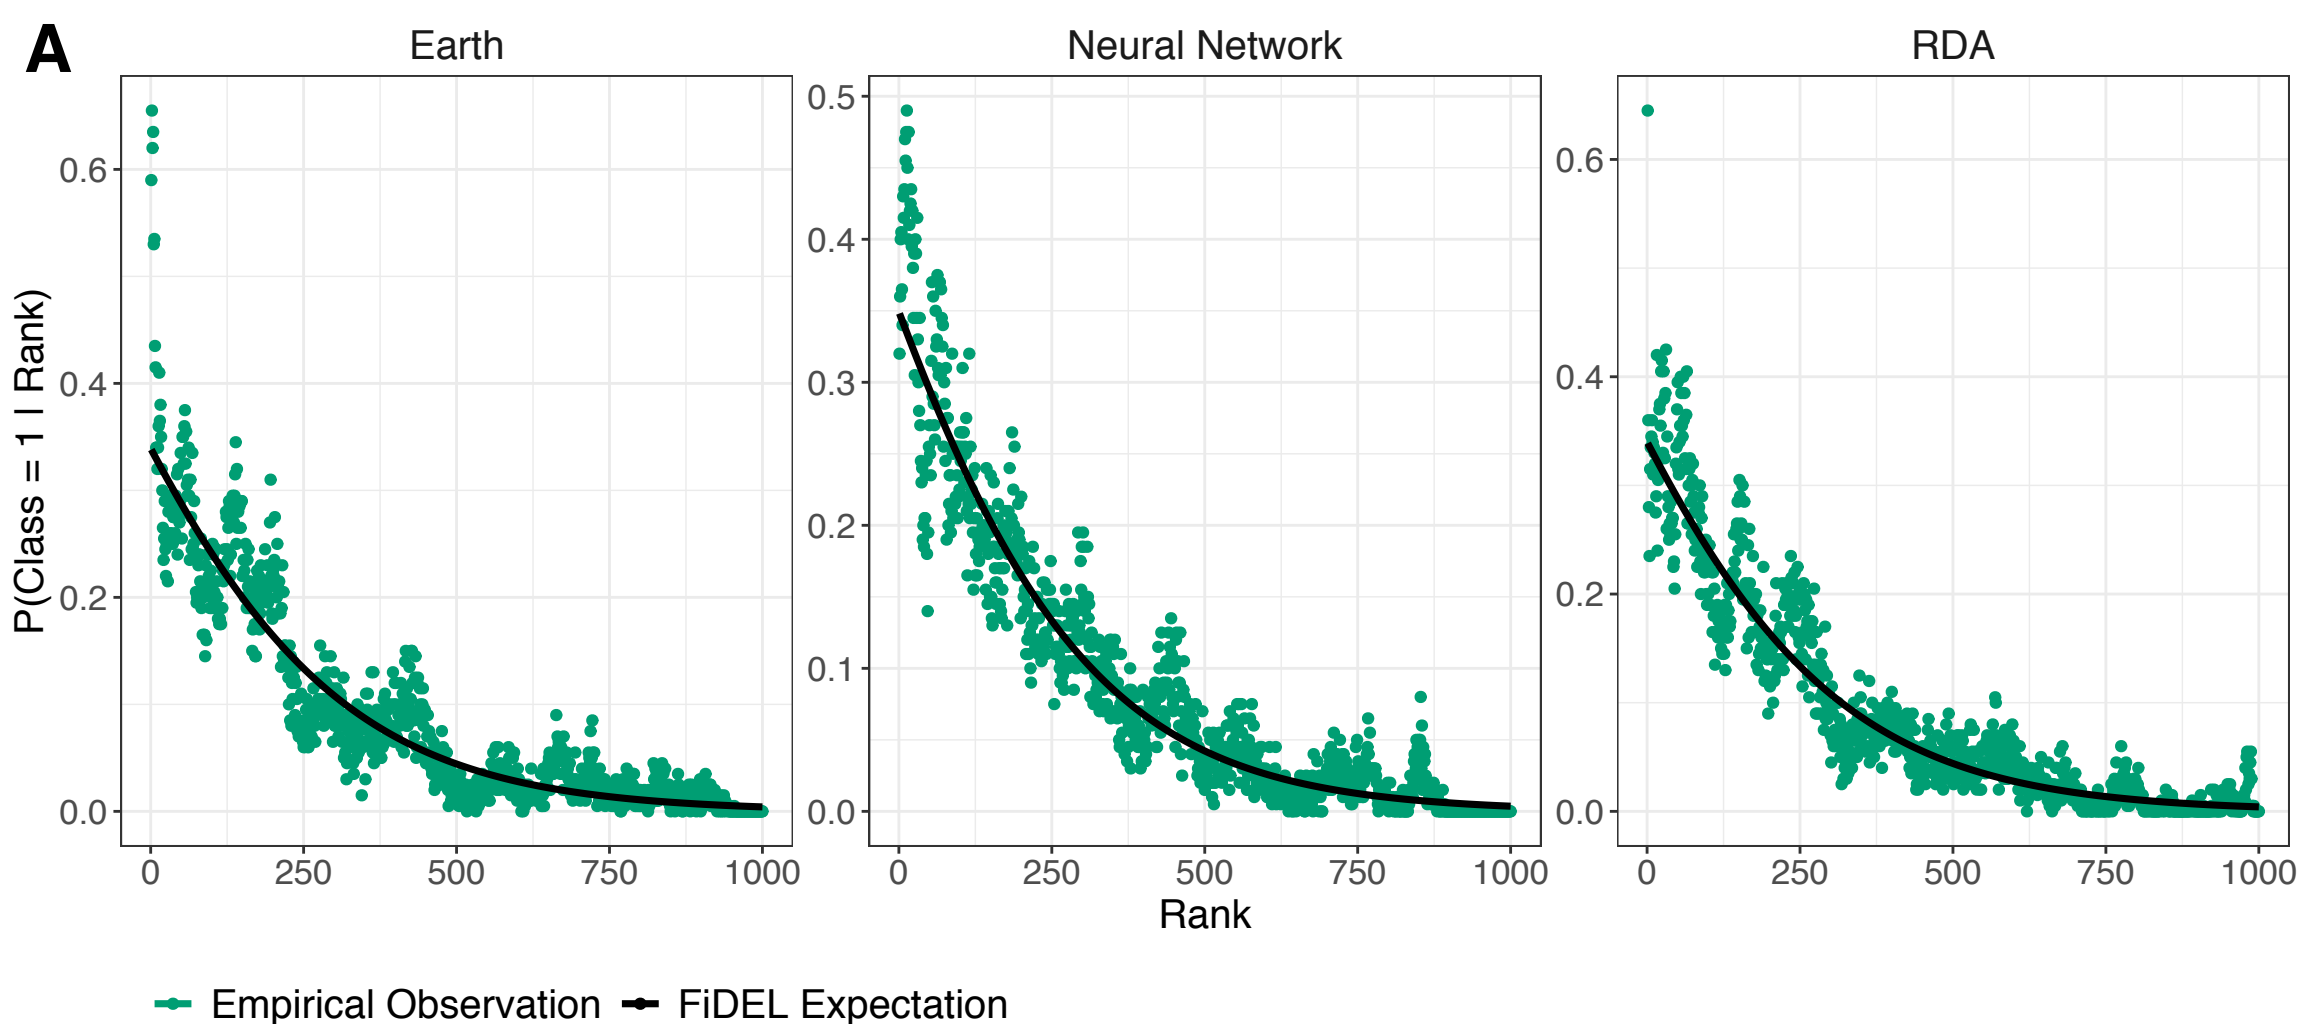 A
Earth
Neural Network
RDA
P(Class = 1 | Rank)
0.6
0.4
0.2
0.0
0.5
0.4
0.3
0.2
0.1
0.0
0.6
0.4
0.2
0.0
0 250 500 750 1000
0 250 500 750 1000
0 250 500 750 1000
Rank
Empirical Observation
FiDEL Expectation